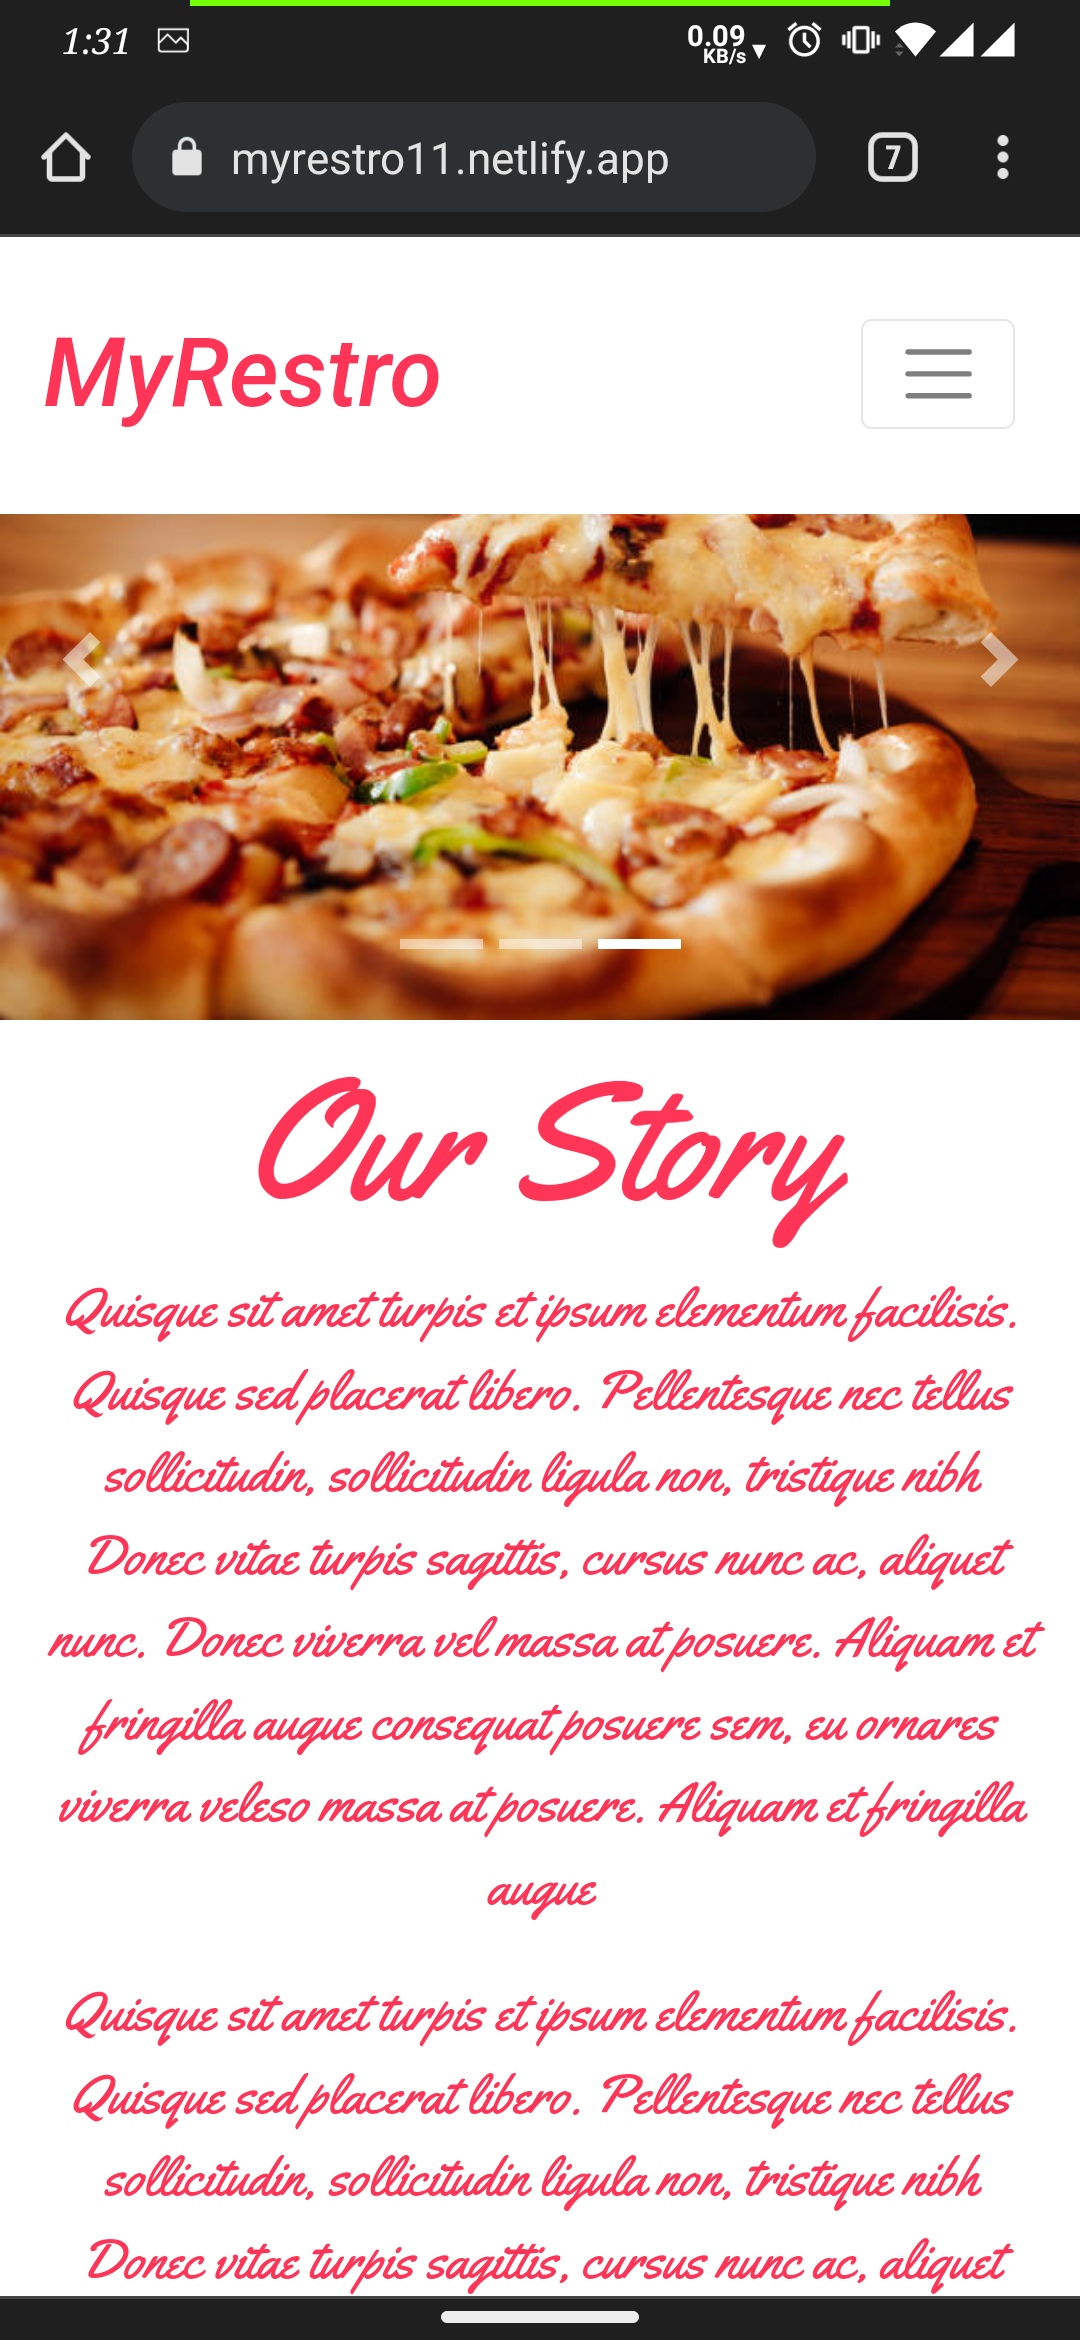 1:31
0.09
KB/s
myrestro11.netlify.app
7
MyRestro
Our Story
Quisque sit amet turpis et ipsum elementum facilisis.
Quisque sed placerat libero. Pellentesque nec tellus
sollicitudin, sollicitudin ligula non, tristique nibh
Donec vitae turpis sagittis, cursus nunc ac, aliquet
nunc. Donec viverra vel massa at posuere. Aliquam et
fringilla augue consequat posuere sem, eu ornares
viverra veleso massa at posuere. Aliquam et fringilla
augue
Quisque sit amet turpis et ipsum elementum facilisis.
Quisque sed placerat libero. Pellentesque nec tellus
sollicitudin, sollicitudin ligula non, tristique nibh
Donec vitae turpis sagittis, cursus nunc ac, aliquet